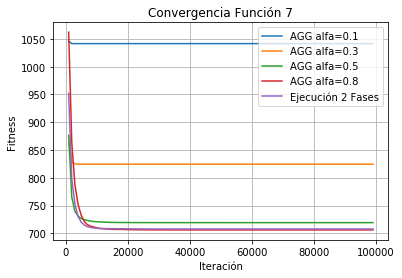 Convergencia Función 7
1050
1000
950
900
850
800
750
700
Fitness
AGG alfa=0.1
AGG alfa=0.3
AGG alfa=0.5
AGG alfa=0.8
Ejecución 2 Fases
0
20000
40000
60000
80000
100000
Iteración